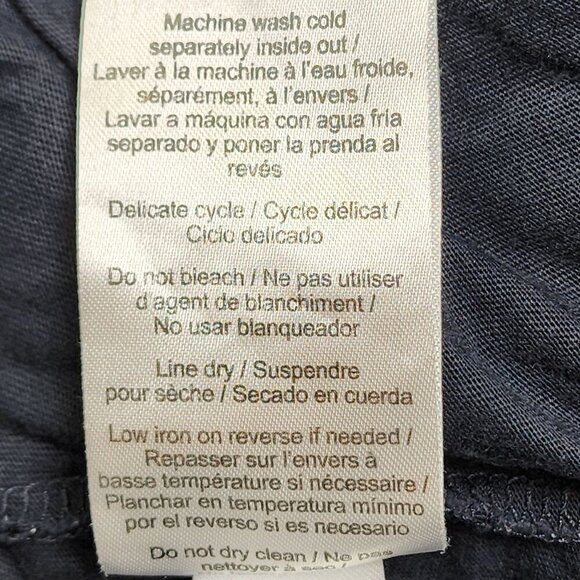 Machine wash cold
separately inside out /
Laver à la machine à l'eau froide,
séparément, à l'envers /
Lavar a máquina con agua fria
separado y poner la prenda al
revés
Delicate cycle / Cycle délicat /
Ciclo delicado
Do not bleach / Ne pas utiliser
d'agent de blanchiment /
No usar blanqueador
Line dry / Suspendre
pour sèche / Secado en cuerda
Low iron on reverse if needed /
Repasser sur l'envers à
basse température si nécessaire /
Planchar en temperatura mínimo
por el reverso si es necesario
Do not dry clean / Ne pas
nettoyer à sec /